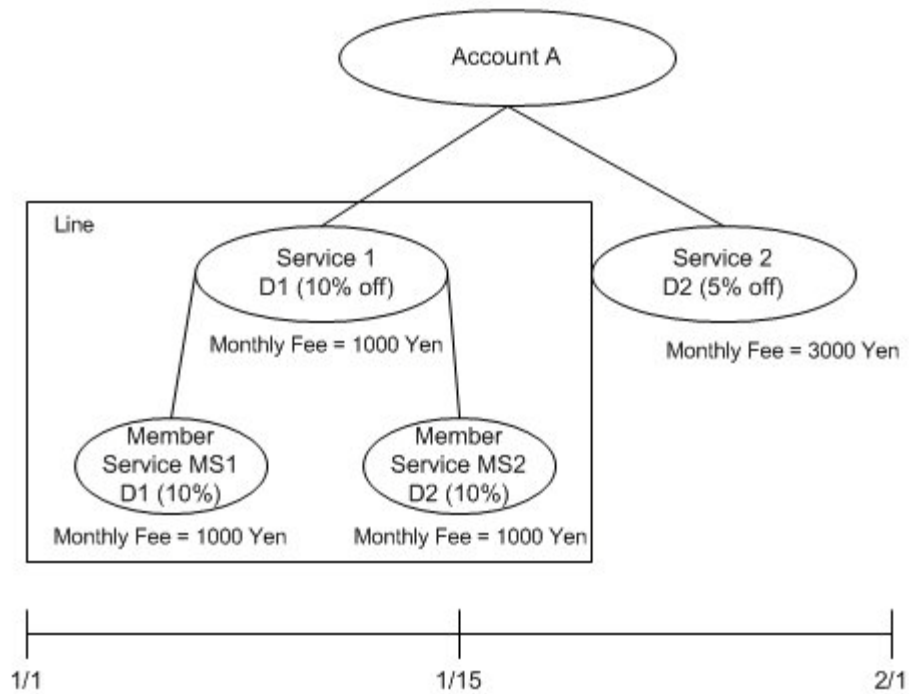 Account A
Line
Service 1
D1 (10% off)
Monthly Fee = 1000 Yen
Service 2
D2 (5% off)
Monthly Fee = 3000 Yen
Member
Service MS1
D1 (10%)
Monthly Fee = 1000 Yen
Member
Service MS2
D2 (10%)
Monthly Fee = 1000 Yen
1/1
1/15
2/1